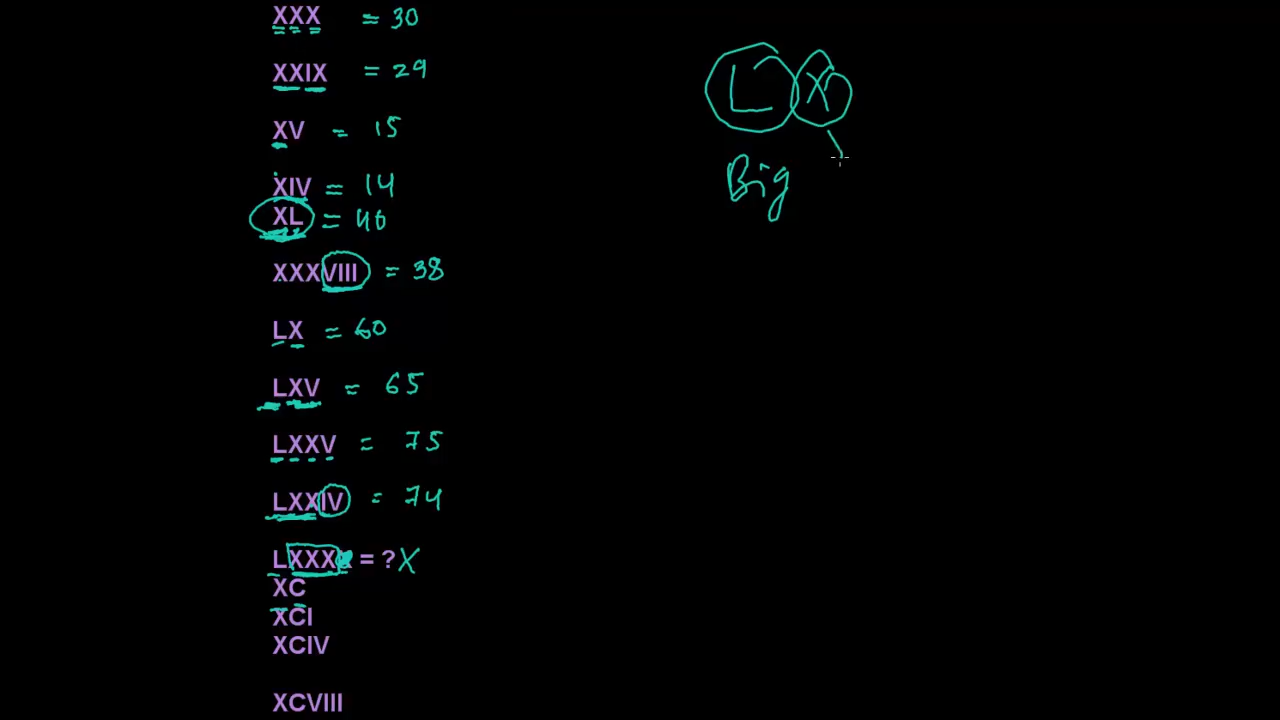 XXX = 30
XXIX = 29
XV = 15
XIV = 14
XL = 40
XXXVIII = 38
LX = 60
LXV = 65
LXXV = 75
LXXIV = 74
LXXXX = ? X
XC
XCI
XCIV
XCVIII
L X
Big